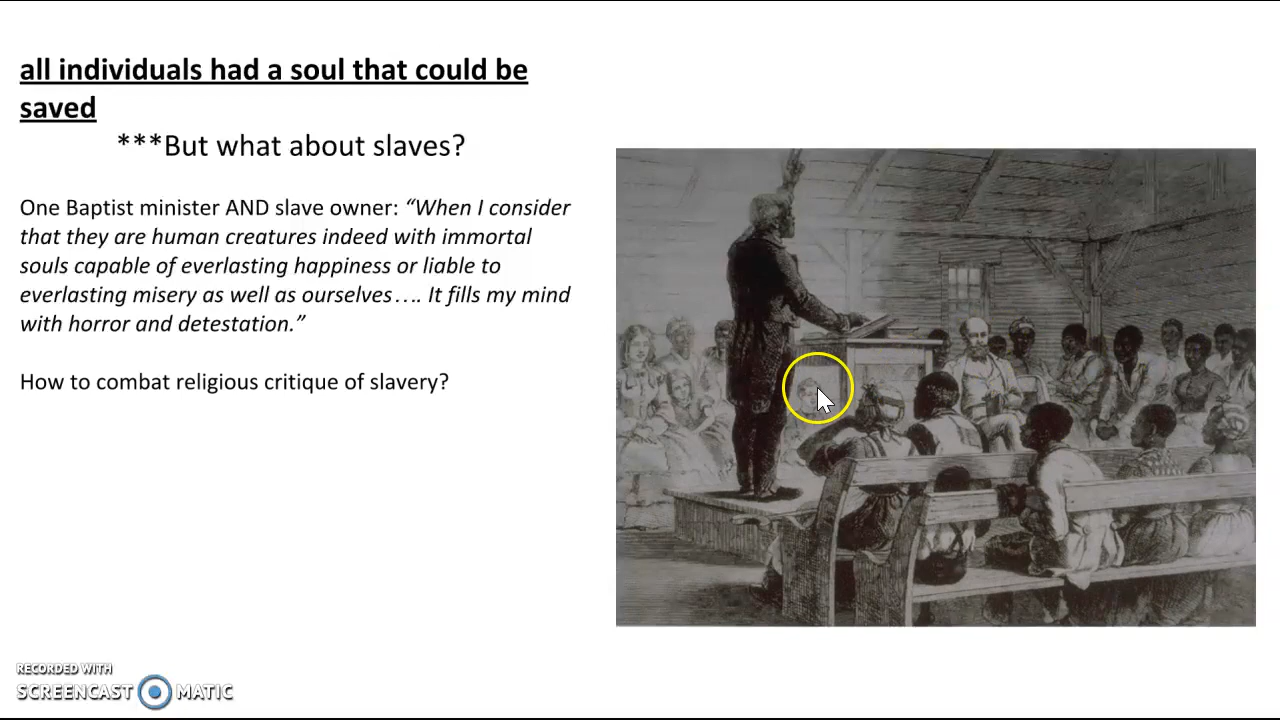 all individuals had a soul that could be
saved
***But what about slaves?
One Baptist minister AND slave owner: “When I consider
that they are human creatures indeed with immortal
souls capable of everlasting happiness or liable to
everlasting misery as well as ourselves…. It fills my mind
with horror and detestation.”
How to combat religious critique of slavery?
RECORDED WITH
SCREENCAST MATIC